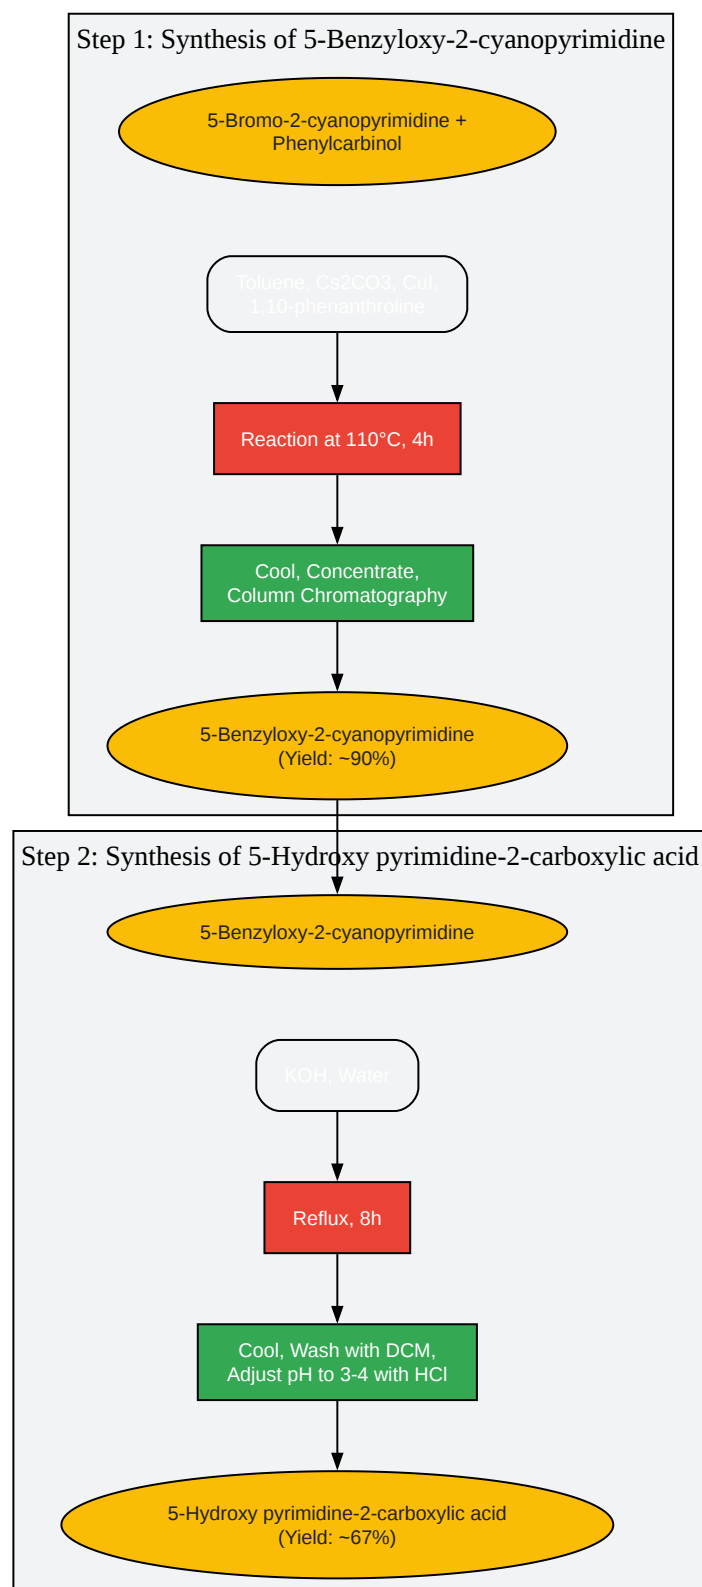 Step 1: Synthesis of 5-Benzyloxy-2-cyanopyrimidine
5-Bromo-2-cyanopyrimidine +
Phenylcarbinol
Toluene, Cs2CO3, CuI,
1,10-phenanthroline
Reaction at 110°C, 4h
Cool, Concentrate,
Column Chromatography
5-Benzyloxy-2-cyanopyrimidine
(Yield: ~90%)
Step 2: Synthesis of 5-Hydroxy pyrimidine-2-carboxylic acid
5-Benzyloxy-2-cyanopyrimidine
KOH, Water
Reflux, 8h
Cool, Wash with DCM,
Adjust pH to 3-4 with HCl
5-Hydroxy pyrimidine-2-carboxylic acid
(Yield: ~67%)